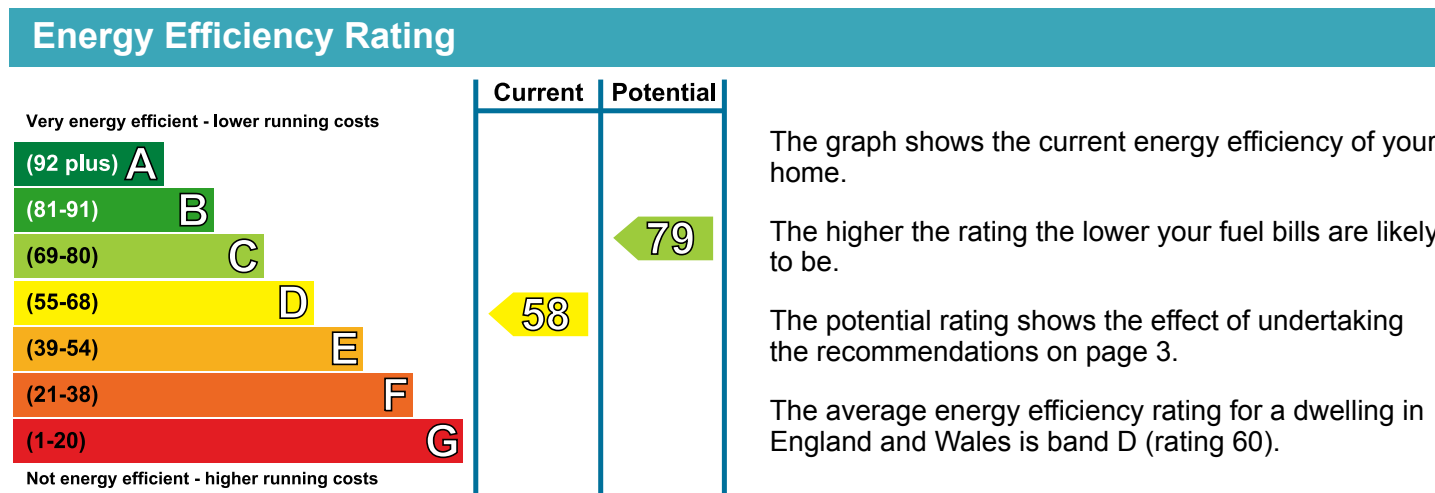 Energy Efficiency Rating
Current Potential
Very energy efficient - lower running costs
(92 plus) A
(81-91) B
(69-80) C
(55-68) D
(39-54) E
(21-38) F
(1-20) G
Not energy efficient - higher running costs
58
79
The graph shows the current energy efficiency of your
home.
The higher the rating the lower your fuel bills are likely
to be.
The potential rating shows the effect of undertaking
the recommendations on page 3.
The average energy efficiency rating for a dwelling in
England and Wales is band D (rating 60).